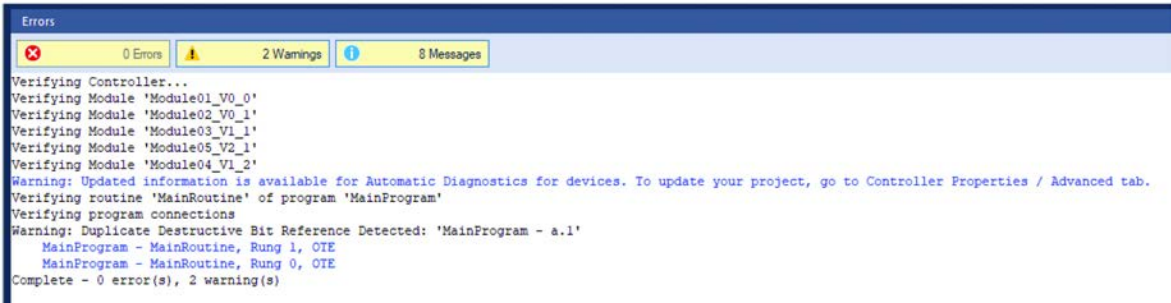 Errors
0 Errors 2 Warnings 8 Messages
Verifying Controller...
Verifying Module 'Module01_V0_0'
Verifying Module 'Module02_V0_1'
Verifying Module 'Module03_V1_1'
Verifying Module 'Module05_V2_1'
Verifying Module 'Module04_V1_2'
Warning: Updated information is available for Automatic Diagnostics for devices. To update your project, go to Controller Properties / Advanced tab.
Verifying routine 'MainRoutine' of program 'MainProgram'
Verifying program connections
Warning: Duplicate Destructive Bit Reference Detected: 'MainProgram - a.1'
MainProgram - MainRoutine, Rung 1, OTE
MainProgram - MainRoutine, Rung 0, OTE
Complete - 0 error(s), 2 warning(s)